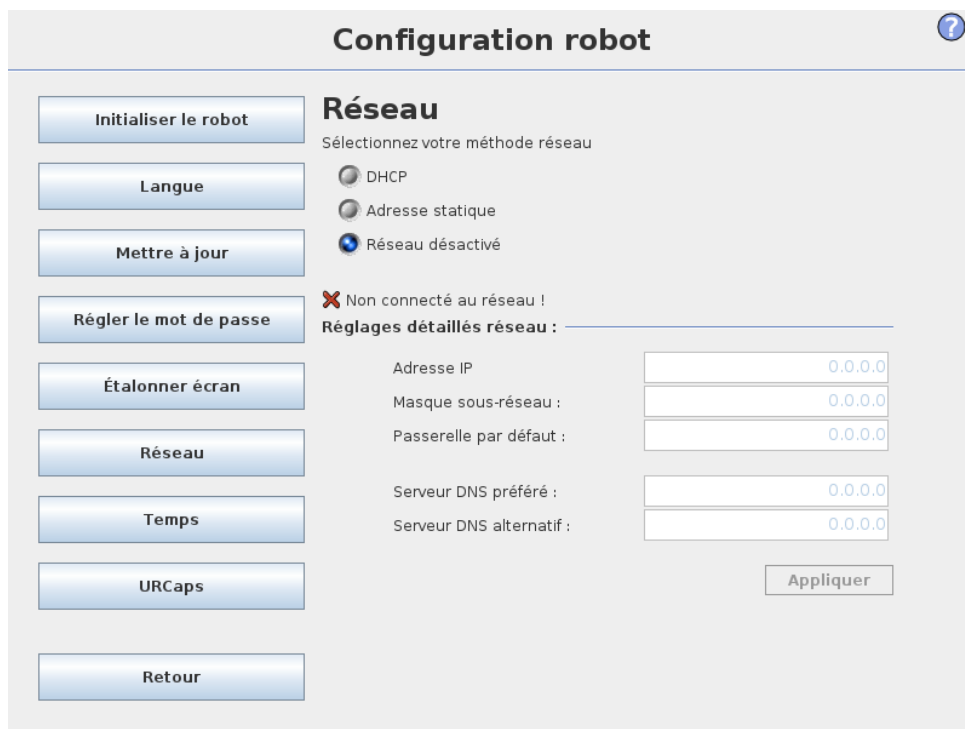 Configuration robot
?
Initialiser le robot
Langue
Mettre à jour
Régler le mot de passe
Étalonner écran
Réseau
Temps
URCaps
Retour
Réseau
Sélectionnez votre méthode réseau
DHCP
Adresse statique
Réseau désactivé
Non connecté au réseau !
Réglages détaillés réseau :
Adresse IP 0.0.0.0
Masque sous-réseau : 0.0.0.0
Passerelle par défaut : 0.0.0.0
Serveur DNS préféré : 0.0.0.0
Serveur DNS alternatif : 0.0.0.0
Appliquer